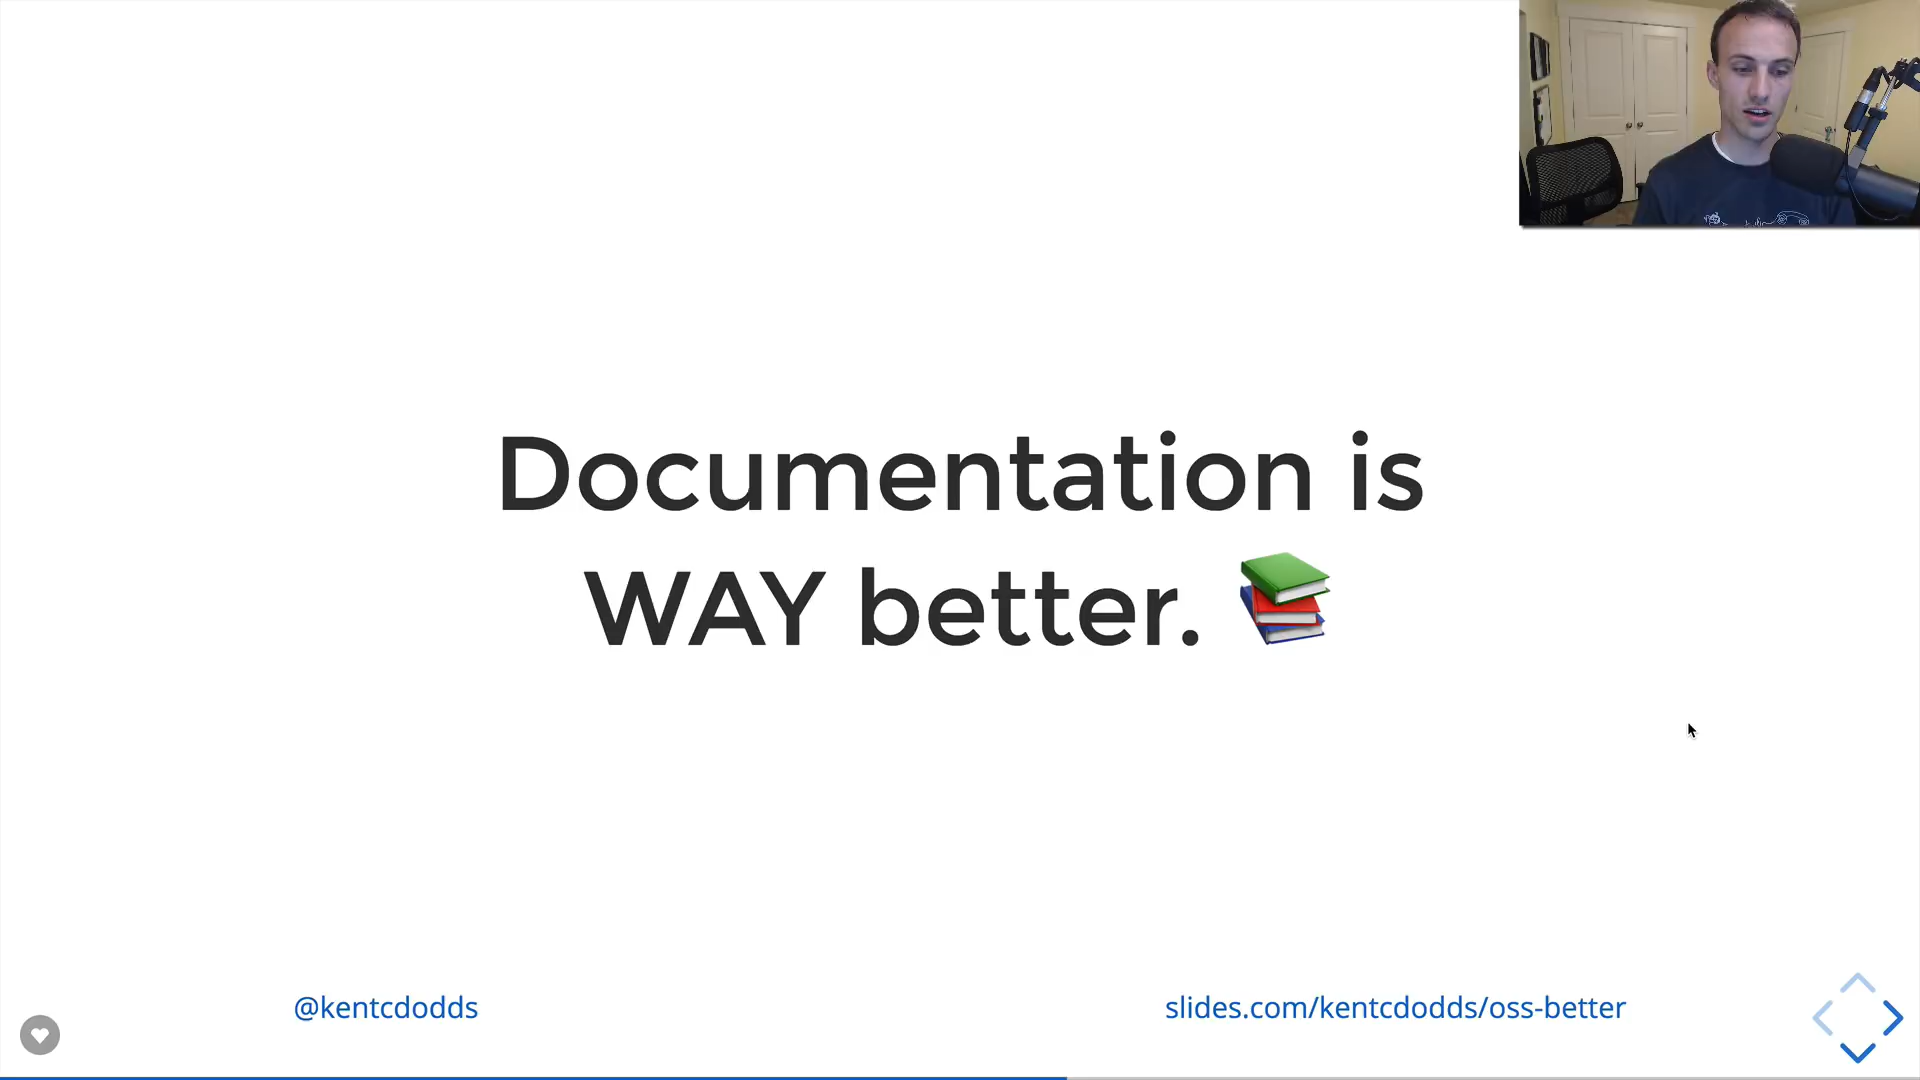 Documentation is
WAY better. 📚
@kentcdodds
slides.com/kentcdodds/oss-better